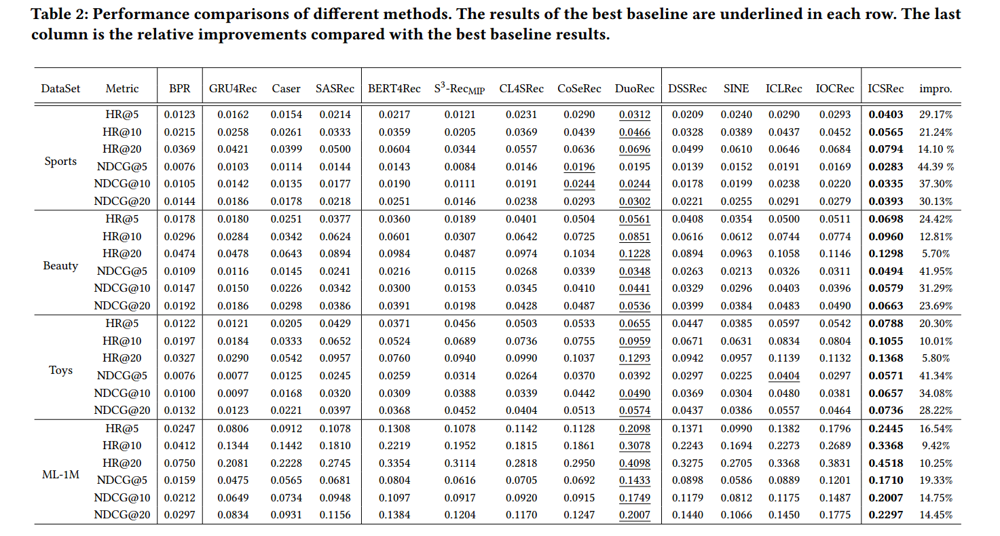 Table 2: Performance comparisons of different methods. The results of the best baseline are underlined in each row. The last
column is the relative improvements compared with the best baseline results.
DataSet Metric BPR GRU4Rec Caser SASRec BERT4Rec S³-Rec_MIP CL4SRec CoSeRec DuoRec DSSRec SINE ICLRec IOCRec ICSRec impro.
Sports
HR@5 0.0123 0.0162 0.0154 0.0214 0.0217 0.0121 0.0231 0.0290 0.0312 0.0209 0.0240 0.0290 0.0293 0.0403 29.17%
HR@10 0.0215 0.0258 0.0261 0.0333 0.0359 0.0205 0.0369 0.0439 0.0466 0.0328 0.0389 0.0437 0.0452 0.0565 21.24%
HR@20 0.0369 0.0421 0.0399 0.0500 0.0604 0.0344 0.0557 0.0636 0.0696 0.0499 0.0610 0.0646 0.0684 0.0794 14.10 %
NDCG@5 0.0076 0.0103 0.0114 0.0144 0.0143 0.0084 0.0146 0.0196 0.0195 0.0139 0.0152 0.0191 0.0169 0.0283 44.39 %
NDCG@10 0.0105 0.0142 0.0135 0.0177 0.0190 0.0111 0.0191 0.0244 0.0244 0.0178 0.0199 0.0238 0.0220 0.0335 37.30%
NDCG@20 0.0144 0.0186 0.0178 0.0218 0.0251 0.0146 0.0238 0.0293 0.0302 0.0221 0.0255 0.0291 0.0279 0.0393 30.13%
Beauty
HR@5 0.0178 0.0180 0.0251 0.0377 0.0360 0.0189 0.0401 0.0504 0.0561 0.0408 0.0354 0.0500 0.0511 0.0698 24.42%
HR@10 0.0296 0.0284 0.0342 0.0624 0.0601 0.0307 0.0642 0.0725 0.0851 0.0616 0.0612 0.0744 0.0774 0.0960 12.81%
HR@20 0.0474 0.0478 0.0643 0.0894 0.0984 0.0487 0.0974 0.1034 0.1228 0.0894 0.0963 0.1058 0.1146 0.1298 5.70%
NDCG@5 0.0109 0.0116 0.0145 0.0241 0.0216 0.0115 0.0268 0.0339 0.0348 0.0263 0.0213 0.0326 0.0311 0.0494 41.95%
NDCG@10 0.0147 0.0150 0.0226 0.0342 0.0300 0.0153 0.0345 0.0410 0.0441 0.0329 0.0296 0.0403 0.0396 0.0579 31.29%
NDCG@20 0.0192 0.0186 0.0298 0.0386 0.0391 0.0198 0.0428 0.0487 0.0536 0.0399 0.0384 0.0483 0.0490 0.0663 23.69%
Toys
HR@5 0.0122 0.0121 0.0205 0.0429 0.0371 0.0456 0.0503 0.0533 0.0655 0.0447 0.0385 0.0597 0.0542 0.0788 20.30%
HR@10 0.0197 0.0184 0.0333 0.0652 0.0524 0.0689 0.0736 0.0755 0.0959 0.0671 0.0631 0.0834 0.0804 0.1055 10.01%
HR@20 0.0327 0.0290 0.0542 0.0957 0.0760 0.0940 0.0990 0.1037 0.1293 0.0942 0.0957 0.1139 0.1132 0.1368 5.80%
NDCG@5 0.0076 0.0077 0.0125 0.0245 0.0259 0.0314 0.0264 0.0370 0.0392 0.0297 0.0225 0.0404 0.0297 0.0571 41.34%
NDCG@10 0.0100 0.0097 0.0168 0.0320 0.0309 0.0388 0.0339 0.0442 0.0490 0.0369 0.0304 0.0480 0.0381 0.0657 34.08%
NDCG@20 0.0132 0.0123 0.0221 0.0397 0.0368 0.0452 0.0404 0.0513 0.0574 0.0437 0.0386 0.0557 0.0464 0.0736 28.22%
ML-1M
HR@5 0.0247 0.0806 0.0912 0.1078 0.1308 0.1078 0.1142 0.1128 0.2098 0.1371 0.0990 0.1382 0.1796 0.2445 16.54%
HR@10 0.0412 0.1344 0.1442 0.1810 0.2219 0.1952 0.1815 0.1861 0.3078 0.2243 0.1694 0.2273 0.2689 0.3368 9.42%
HR@20 0.0750 0.2081 0.2228 0.2745 0.3354 0.3114 0.2818 0.2950 0.4098 0.3275 0.2705 0.3368 0.3831 0.4518 10.25%
NDCG@5 0.0159 0.0475 0.0565 0.0681 0.0804 0.0616 0.0705 0.0692 0.1433 0.0898 0.0586 0.0889 0.1201 0.1710 19.33%
NDCG@10 0.0212 0.0649 0.0734 0.0948 0.1097 0.0917 0.0920 0.0915 0.1749 0.1179 0.0812 0.1175 0.1487 0.2007 14.75%
NDCG@20 0.0297 0.0834 0.0931 0.1156 0.1384 0.1204 0.1170 0.1247 0.2007 0.1440 0.1066 0.1450 0.1775 0.2297 14.45%